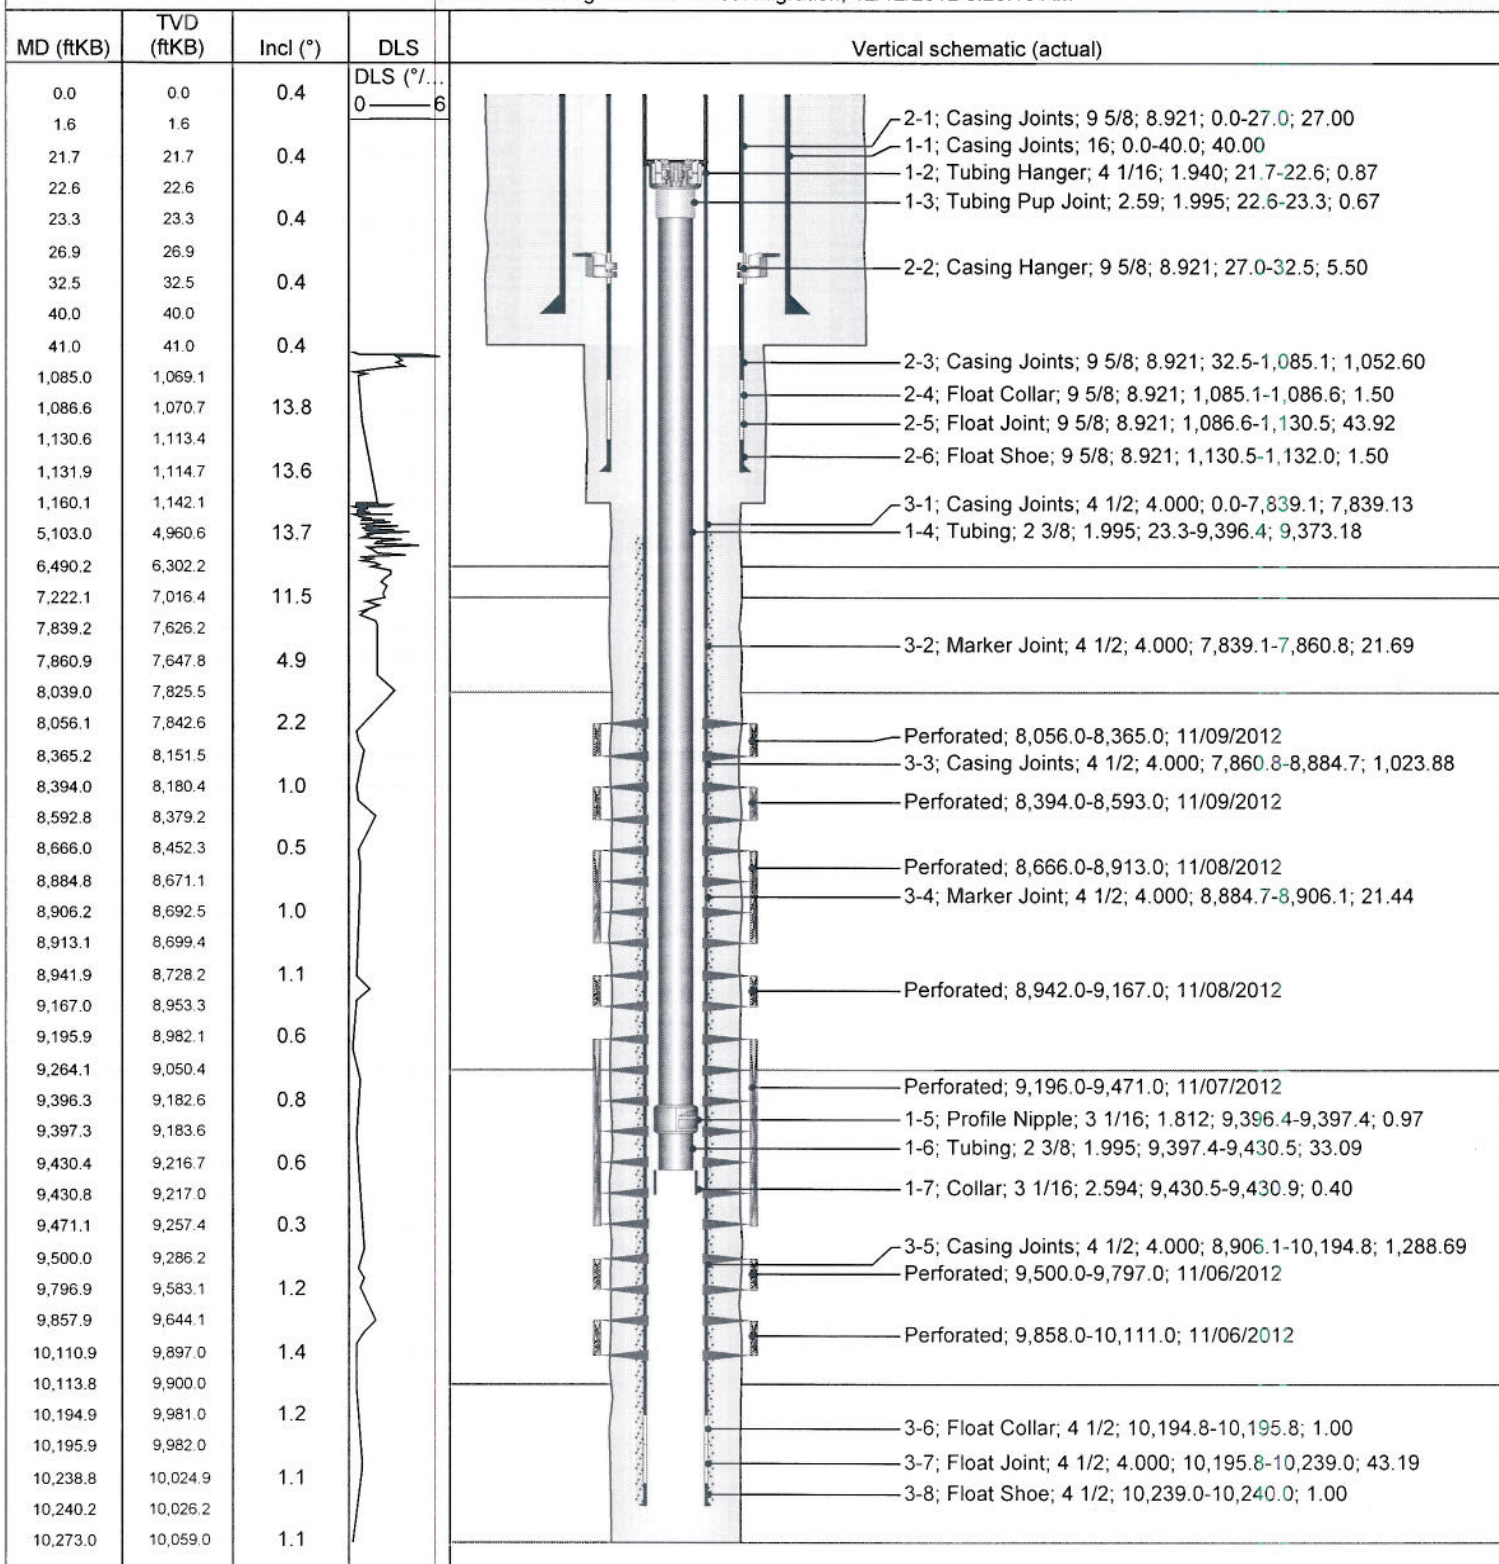 MD (ftKB)
TVD
(ftKB)
Incl (°)
DLS
Vertical schematic (actual)
DLS (°/...
0 6
0.0 0.0 0.4
1.6 1.6
21.7 21.7 0.4
22.6 22.6
23.3 23.3 0.4
26.9 26.9
32.5 32.5 0.4
40.0 40.0
41.0 41.0 0.4
1,085.0 1,069.1
1,086.6 1,070.7 13.8
1,130.6 1,113.4
1,131.9 1,114.7 13.6
1,160.1 1,142.1
5,103.0 4,960.6 13.7
6,490.2 6,302.2
7,222.1 7,016.4 11.5
7,839.2 7,626.2
7,860.9 7,647.8 4.9
8,039.0 7,825.5
8,056.1 7,842.6 2.2
8,365.2 8,151.5
8,394.0 8,180.4 1.0
8,592.8 8,379.2
8,666.0 8,452.3 0.5
8,884.8 8,671.1
8,906.2 8,692.5 1.0
8,913.1 8,699.4
8,941.9 8,728.2 1.1
9,167.0 8,953.3
9,195.9 8,982.1 0.6
9,264.1 9,050.4
9,396.3 9,182.6 0.8
9,397.3 9,183.6
9,430.4 9,216.7 0.6
9,430.8 9,217.0
9,471.1 9,257.4 0.3
9,500.0 9,286.2
9,796.9 9,583.1 1.2
9,857.9 9,644.1
10,110.9 9,897.0 1.4
10,113.8 9,900.0
10,194.9 9,981.0 1.2
10,195.9 9,982.0
10,238.8 10,024.9 1.1
10,240.2 10,026.2
10,273.0 10,059.0 1.1
2-1; Casing Joints; 9 5/8; 8.921; 0.0-27.0; 27.00
1-1; Casing Joints; 16; 0.0-40.0; 40.00
1-2; Tubing Hanger; 4 1/16; 1.940; 21.7-22.6; 0.87
1-3; Tubing Pup Joint; 2.59; 1.995; 22.6-23.3; 0.67
2-2; Casing Hanger; 9 5/8; 8.921; 27.0-32.5; 5.50
2-3; Casing Joints; 9 5/8; 8.921; 32.5-1,085.1; 1,052.60
2-4; Float Collar; 9 5/8; 8.921; 1,085.1-1,086.6; 1.50
2-5; Float Joint; 9 5/8; 8.921; 1,086.6-1,130.5; 43.92
2-6; Float Shoe; 9 5/8; 8.921; 1,130.5-1,132.0; 1.50
3-1; Casing Joints; 4 1/2; 4.000; 0.0-7,839.1; 7,839.13
1-4; Tubing; 2 3/8; 1.995; 23.3-9,396.4; 9,373.18
3-2; Marker Joint; 4 1/2; 4.000; 7,839.1-7,860.8; 21.69
Perforated; 8,056.0-8,365.0; 11/09/2012
3-3; Casing Joints; 4 1/2; 4.000; 7,860.8-8,884.7; 1,023.88
Perforated; 8,394.0-8,593.0; 11/09/2012
Perforated; 8,666.0-8,913.0; 11/08/2012
3-4; Marker Joint; 4 1/2; 4.000; 8,884.7-8,906.1; 21.44
Perforated; 8,942.0-9,167.0; 11/08/2012
Perforated; 9,196.0-9,471.0; 11/07/2012
1-5; Profile Nipple; 3 1/16; 1.812; 9,396.4-9,397.4; 0.97
1-6; Tubing; 2 3/8; 1.995; 9,397.4-9,430.5; 33.09
1-7; Collar; 3 1/16; 2.594; 9,430.5-9,430.9; 0.40
3-5; Casing Joints; 4 1/2; 4.000; 8,906.1-10,194.8; 1,288.69
Perforated; 9,500.0-9,797.0; 11/06/2012
Perforated; 9,858.0-10,111.0; 11/06/2012
3-6; Float Collar; 4 1/2; 10,194.8-10,195.8; 1.00
3-7; Float Joint; 4 1/2; 4.000; 10,195.8-10,239.0; 43.19
3-8; Float Shoe; 4 1/2; 10,239.0-10,240.0; 1.00